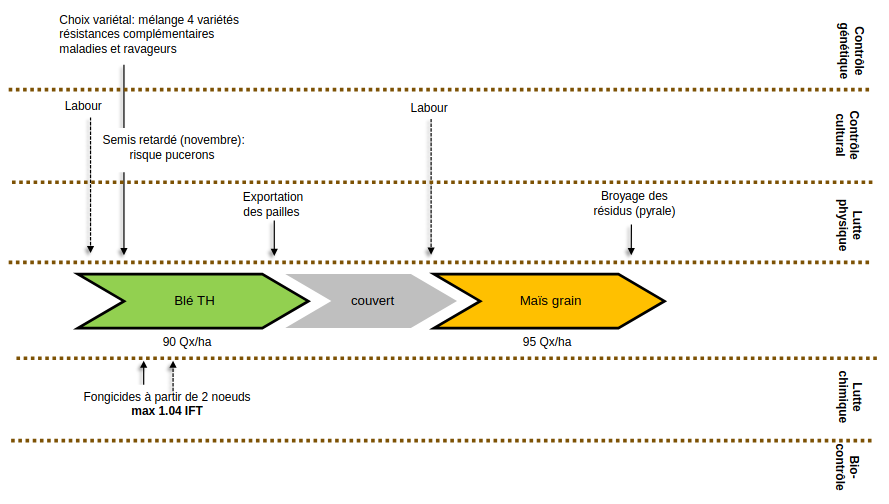 Choix variétal: mélange 4 variétés
résistances complémentaires
maladies et ravageurs
Contrôle
génétique
Labour
Labour
Semis retardé (novembre):
risque pucerons
Contrôle
cultural
Exportation
des pailles
Broyage des
résidus (pyrale)
Lutte
physique
Blé TH
couvert
Maïs grain
90 Qx/ha
95 Qx/ha
Fongicides à partir de 2 noeuds
max 1.04 IFT
Lutte
chimique
Bio-
contrôle